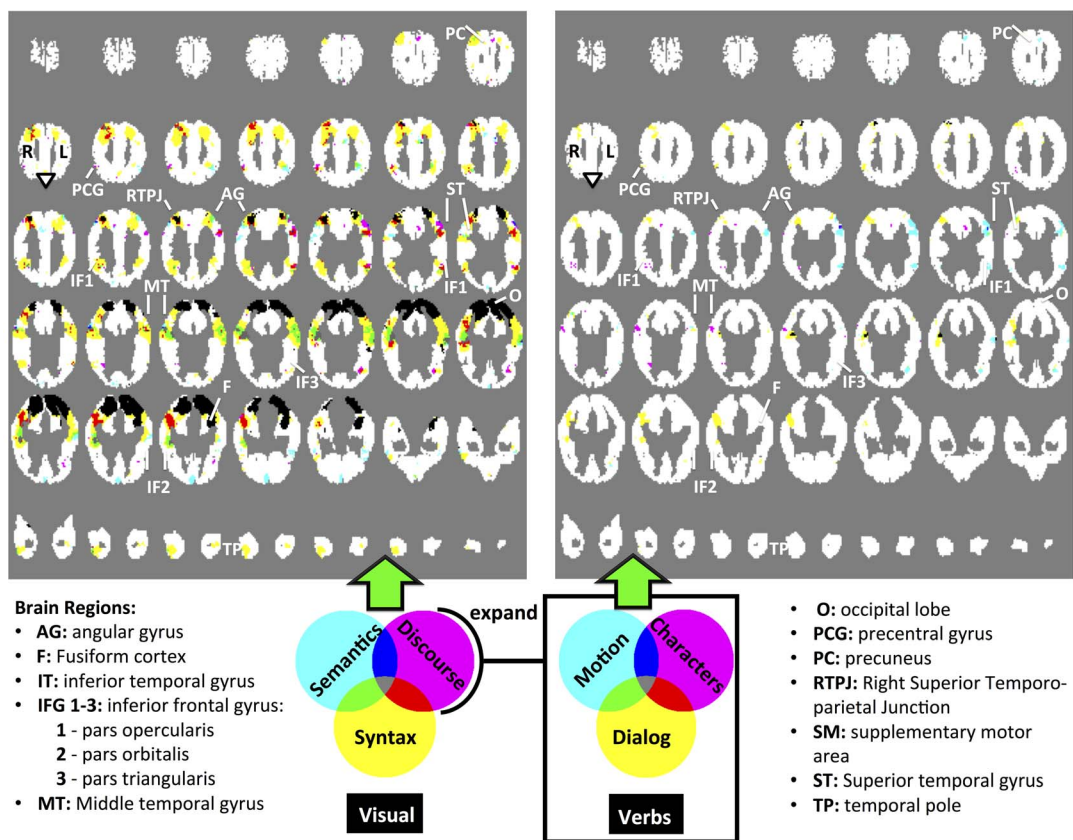 PC
R L
PCG
RTPJ
AG
ST
IF1
MT
IF1
O
IF3
F
IF2
TP
PC
R L
PCG
RTPJ
AG
ST
IF1
MT
IF1
O
IF3
F
IF2
TP
Brain Regions:
• AG: angular gyrus
• F: Fusiform cortex
• IT: inferior temporal gyrus
• IFG 1-3: inferior frontal gyrus:
1 - pars opercularis
2 - pars orbitalis
3 - pars triangularis
• MT: Middle temporal gyrus
Semantics
Discourse
Syntax
Visual
expand
Motion
Characters
Dialog
Verbs
• O: occipital lobe
• PCG: precentral gyrus
• PC: precuneus
• RTPJ: Right Superior Temporo-
parietal Junction
• SM: supplementary motor
area
• ST: Superior temporal gyrus
• TP: temporal pole